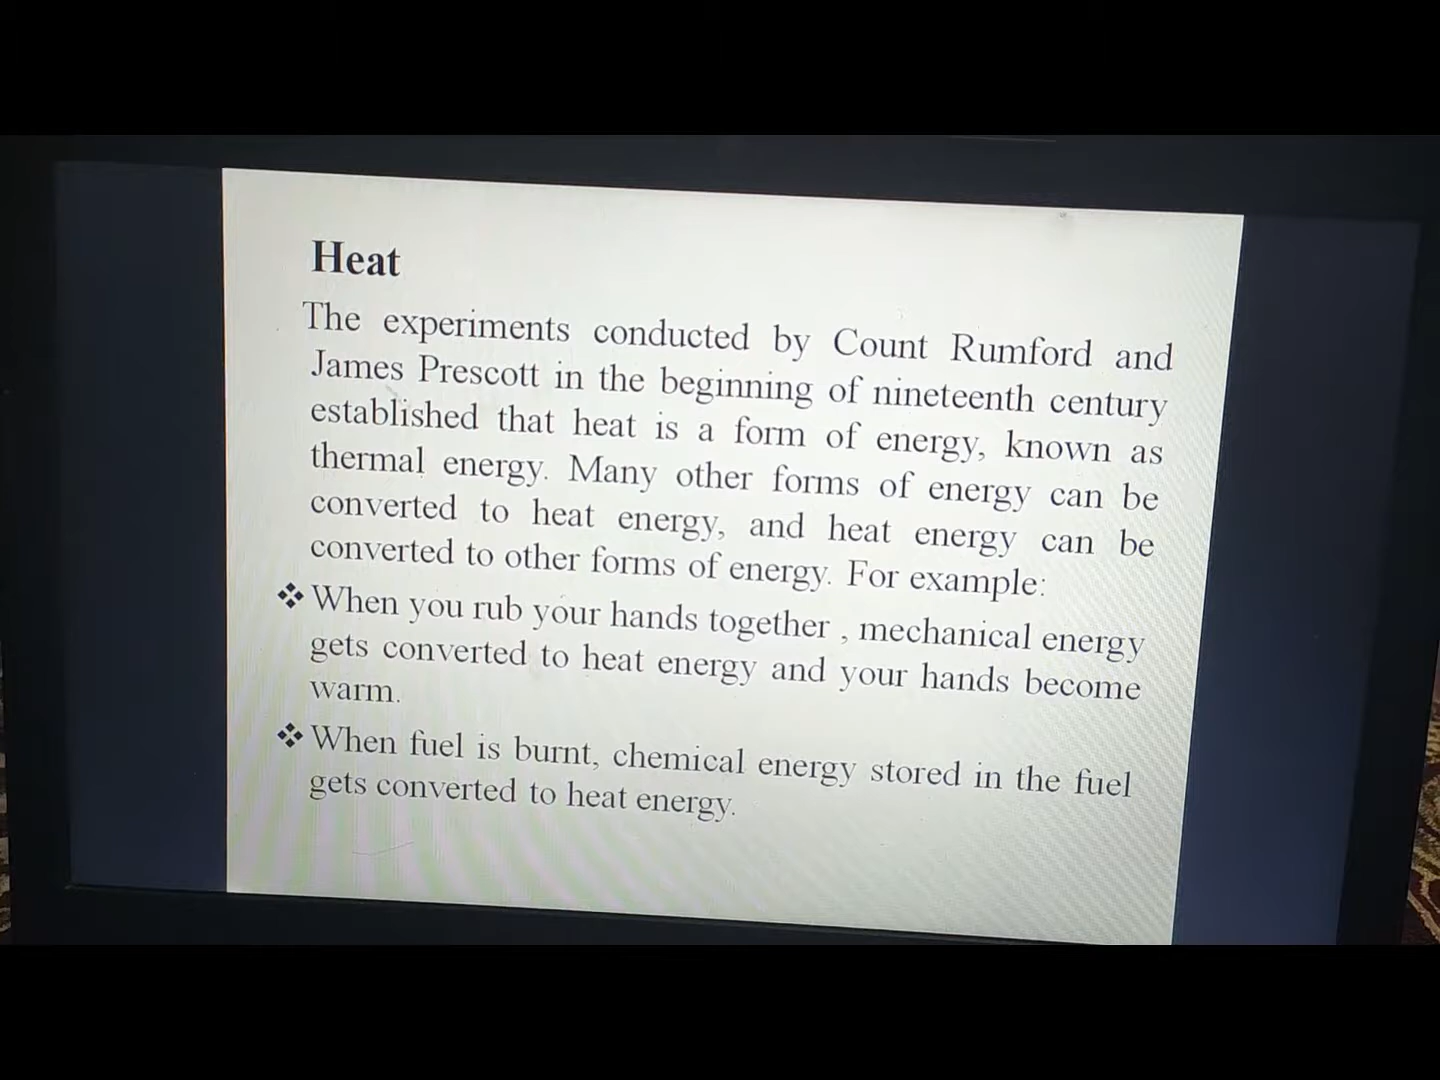 Heat
The experiments conducted by Count Rumford and
James Prescott in the beginning of nineteenth century
established that heat is a form of energy, known as
thermal energy. Many other forms of energy can be
converted to heat energy, and heat energy can be
converted to other forms of energy. For example:
❖ When you rub your hands together , mechanical energy
gets converted to heat energy and your hands become
warm.
❖ When fuel is burnt, chemical energy stored in the fuel
gets converted to heat energy.